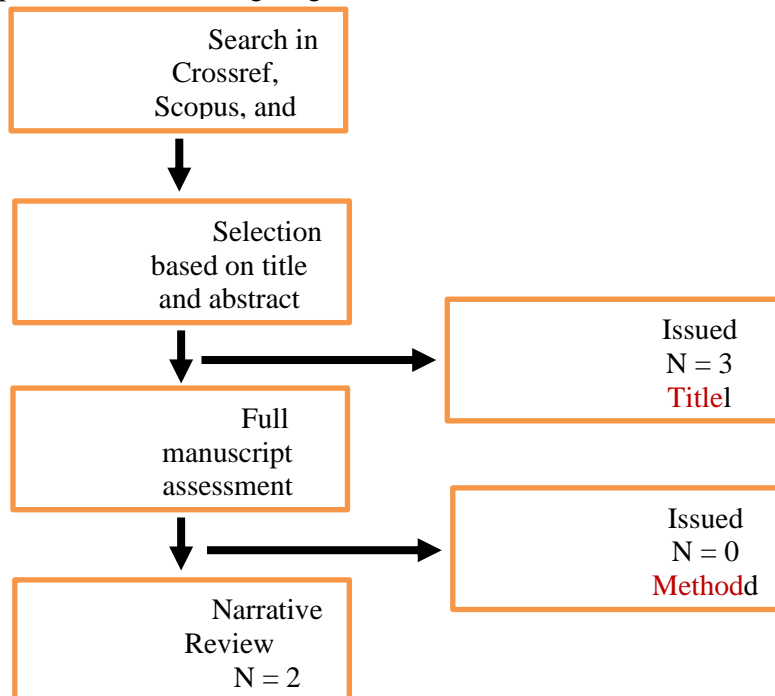 Search in
Crossref,
Scopus, and
Selection
based on title
and abstract
Issued
N = 3
Titlel
Full
manuscript
assessment
Issued
N = 0
Methodd
Narrative
Review
N = 2